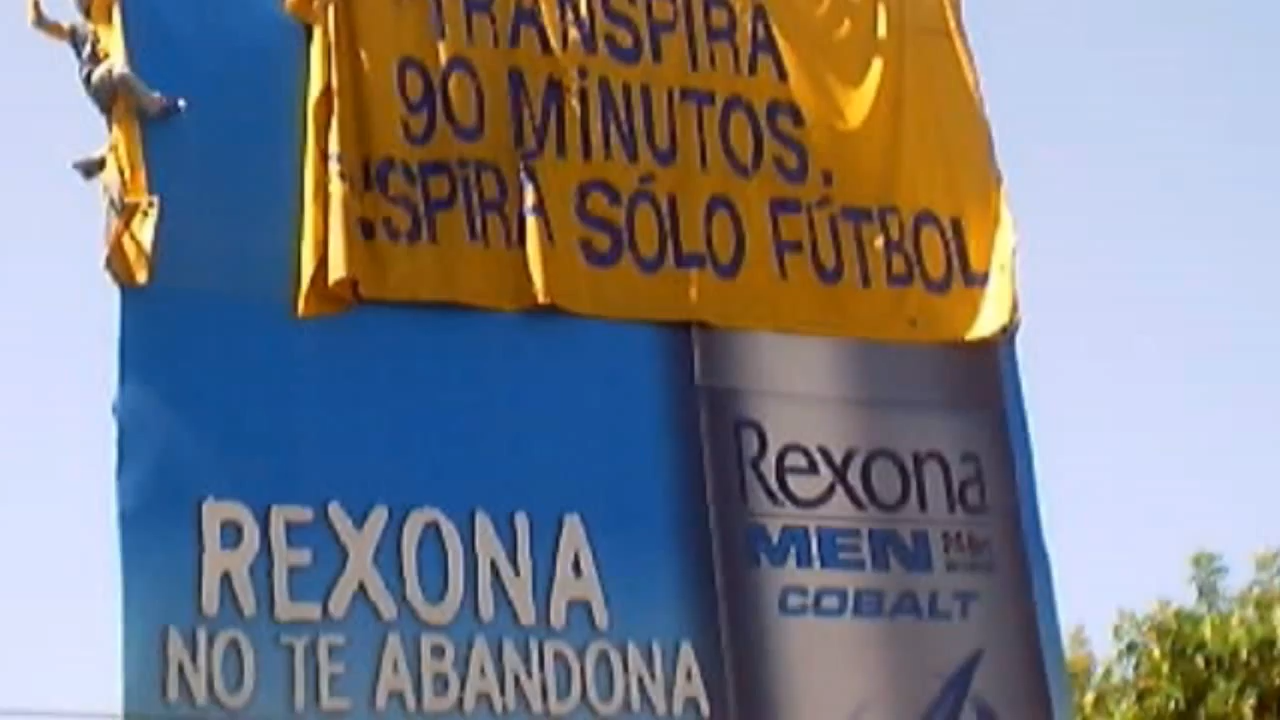 TRANSPIRA
90 MINUTOS.
SÓLO FÚTBOL
REXONA
NO TE ABANDONA
Rexona
MEN
COBALT